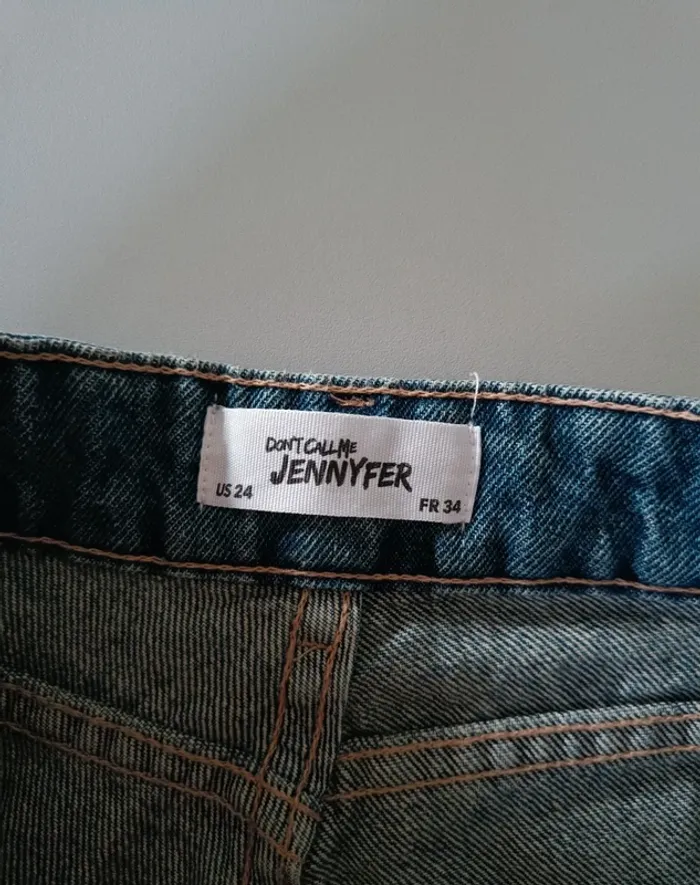 DON'T CALL ME
JENNYFER
US 24
FR 34